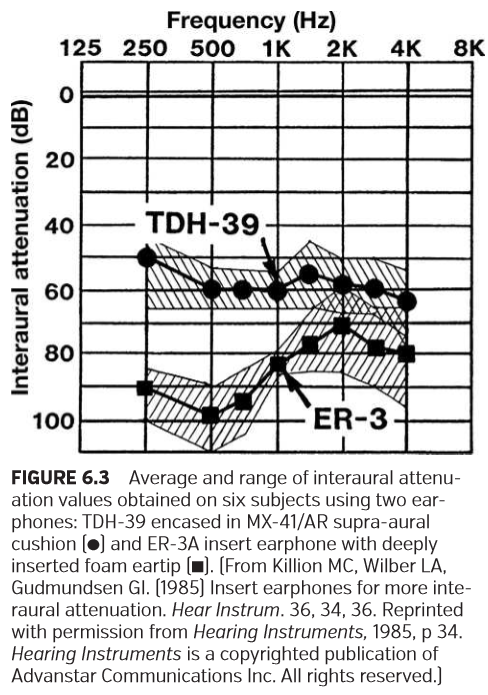 Frequency (Hz)
125 250 500 1K 2K 4K 8K
Interaural attenuation (dB)
0
20
40
60
80
100
TDH-39
ER-3
FIGURE 6.3 Average and range of interaural attenu-
ation values obtained on six subjects using two ear-
phones: TDH-39 encased in MX-41/AR supra-aural
cushion (●) and ER-3A insert earphone with deeply
inserted foam eartip (■). (From Killion MC, Wilber LA,
Gudmundsen GI. (1985) Insert earphones for more inte-
raural attenuation. Hear Instrum. 36, 34, 36. Reprinted
with permission from Hearing Instruments, 1985, p 34.
Hearing Instruments is a copyrighted publication of
Advanstar Communications Inc. All rights reserved.)